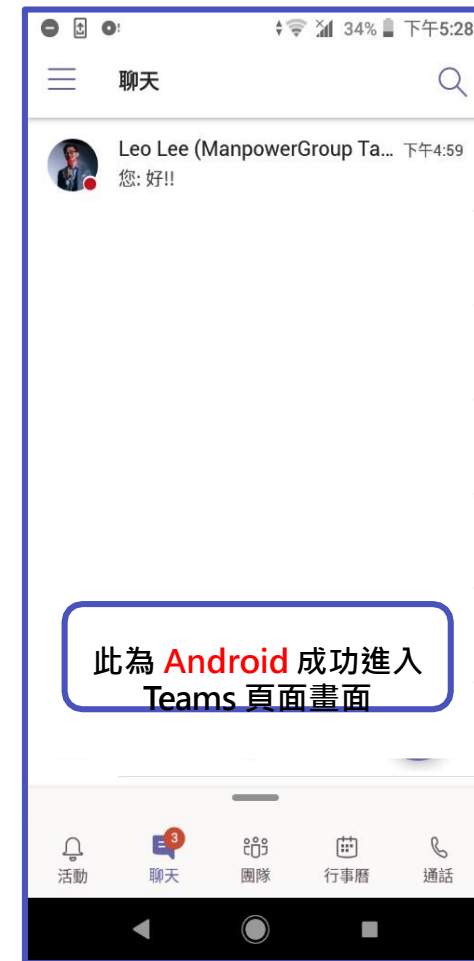 34% 下午5:28
聊天
Leo Lee (ManpowerGroup Ta... 下午4:59
您: 好!!
此為 Android 成功進入
Teams 頁面畫面
3
活動 聊天 團隊 行事曆 通話